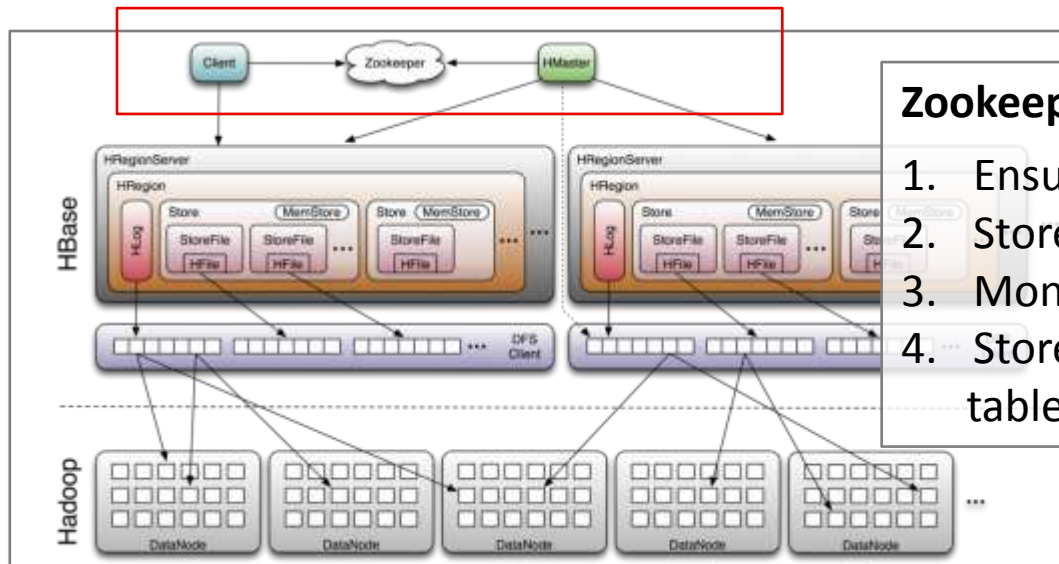 Client
Zookeeper
HMaster
HBase
HRegionServer
HRegion
HLog
Store MemStore
StoreFile StoreFile ...
HFile HFile
Store MemStore
StoreFile
HFile
... ...
HRegionServer
HRegion
HLog
Store MemStore
StoreFile StoreFile ...
HFile HFile
Store
... DFS Client
...
Zookeep
1. Ensu
2. Store
3. Mon
4. Store
table
Hadoop
DataNode
DataNode
DataNode
DataNode
DataNode
...